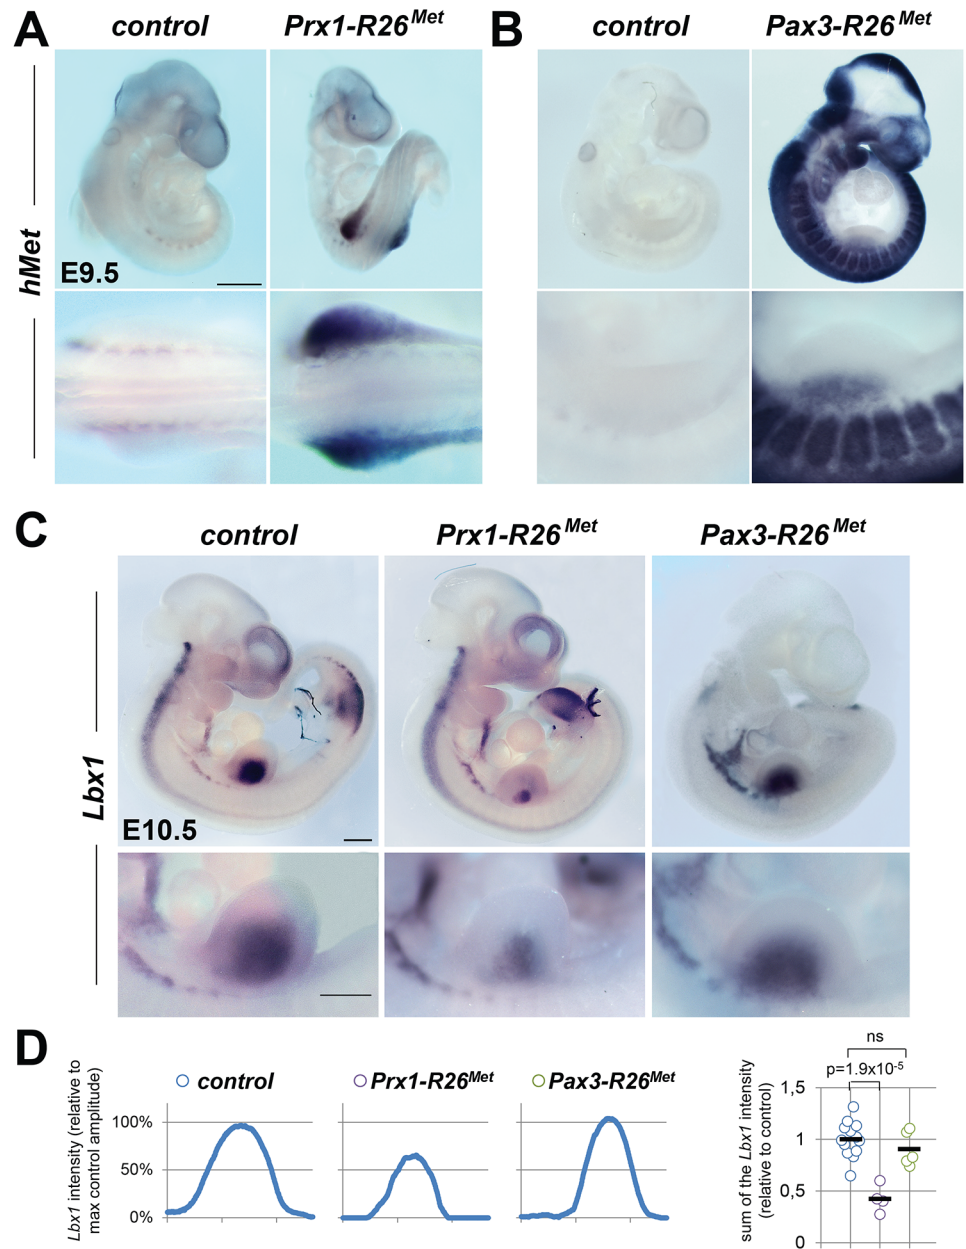 A
control
Prx1-R26Met
B
control
Pax3-R26Met
hMet
E9.5
C
control
Prx1-R26Met
Pax3-R26Met
Lbx1
E10.5
D
Lbx1 intensity (relative to
max control amplitude)
control
Prx1-R26Met
Pax3-R26Met
100%
50%
0%
ns
p=1.9x10-5
sum of the Lbx1 intensity
(relative to control)
1,5
1
0,5
0